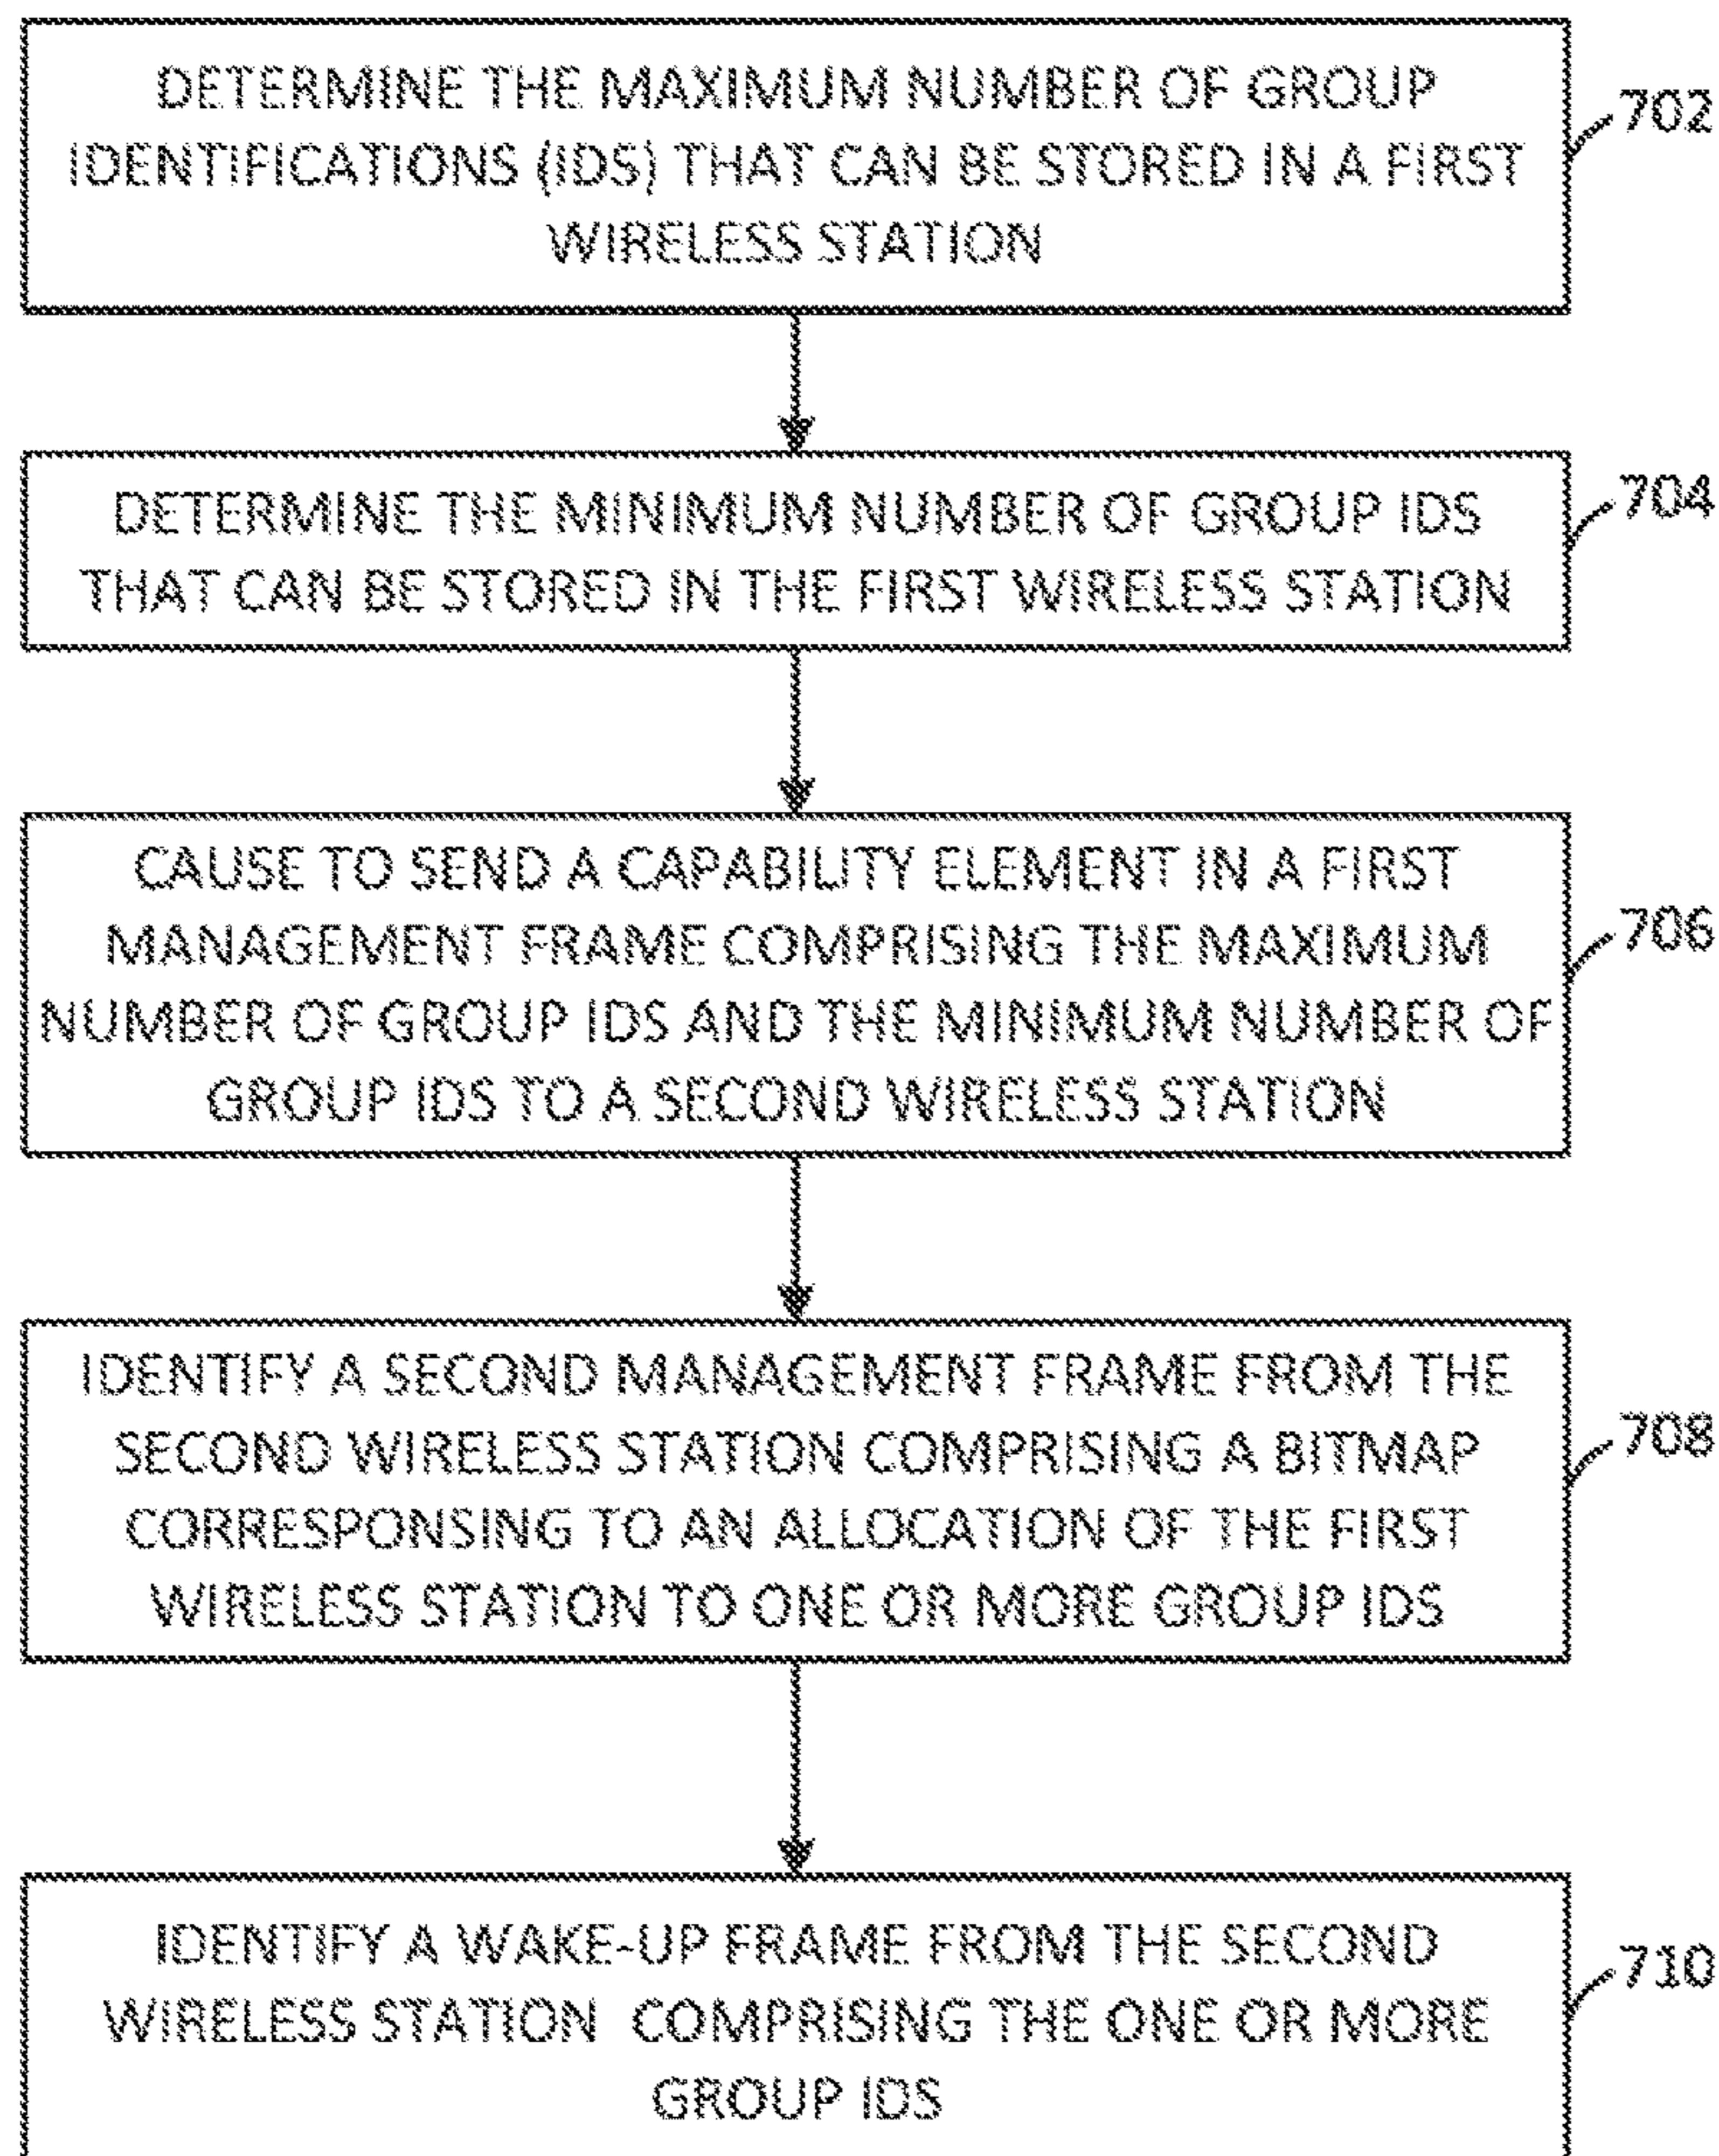 DETERMINE THE MAXIMUM NUMBER OF GROUP
IDENTIFICATIONS (IDS) THAT CAN BE STORED IN A FIRST
WIRELESS STATION
702
DETERMINE THE MINIMUM NUMBER OF GROUP IDS
THAT CAN BE STORED IN THE FIRST WIRELESS STATION
704
CAUSE TO SEND A CAPABILITY ELEMENT IN A FIRST
MANAGEMENT FRAME COMPRISING THE MAXIMUM
NUMBER OF GROUP IDS AND THE MINIMUM NUMBER OF
GROUP IDS TO A SECOND WIRELESS STATION
706
IDENTIFY A SECOND MANAGEMENT FRAME FROM THE
SECOND WIRELESS STATION COMPRISING A BITMAP
CORRESPONSING TO AN ALLOCATION OF THE FIRST
WIRELESS STATION TO ONE OR MORE GROUP IDS
708
IDENTIFY A WAKE-UP FRAME FROM THE SECOND
WIRELESS STATION COMPRISING THE ONE OR MORE
GROUP IDS
710